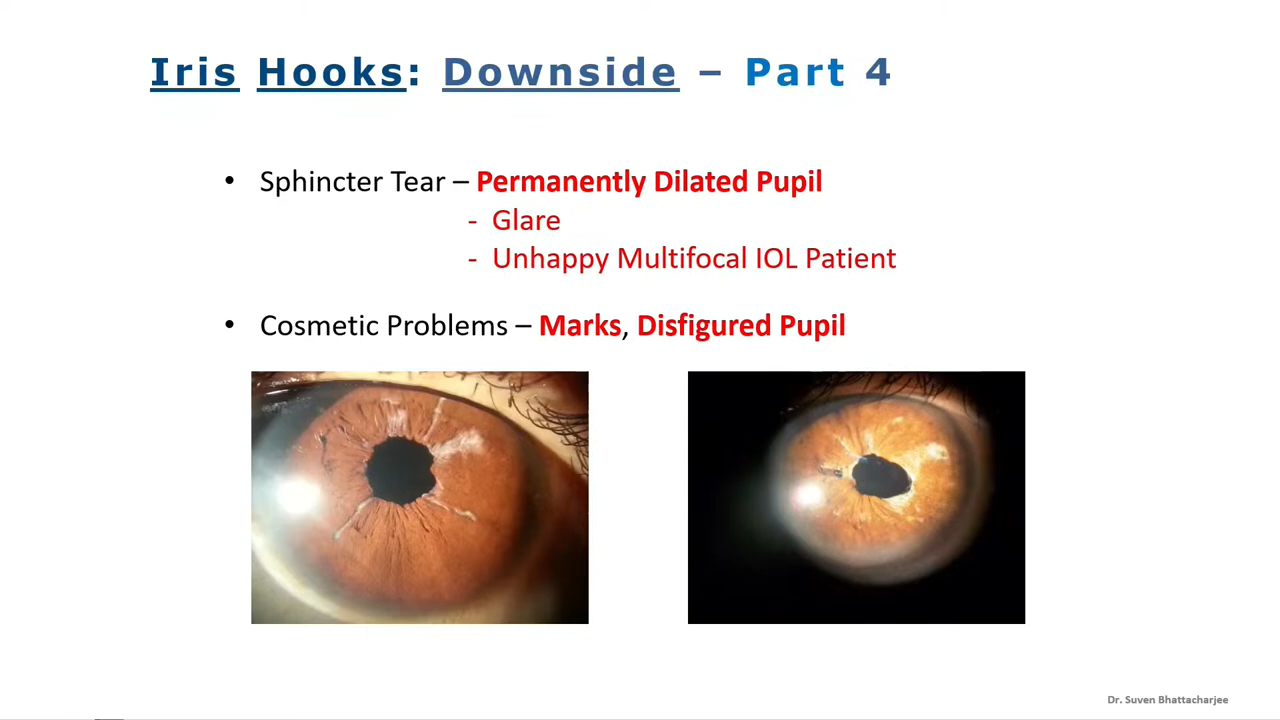 Iris Hooks: Downside – Part 4
• Sphincter Tear – Permanently Dilated Pupil
- Glare
- Unhappy Multifocal IOL Patient
• Cosmetic Problems – Marks, Disfigured Pupil
Dr. Suven Bhattacharjee